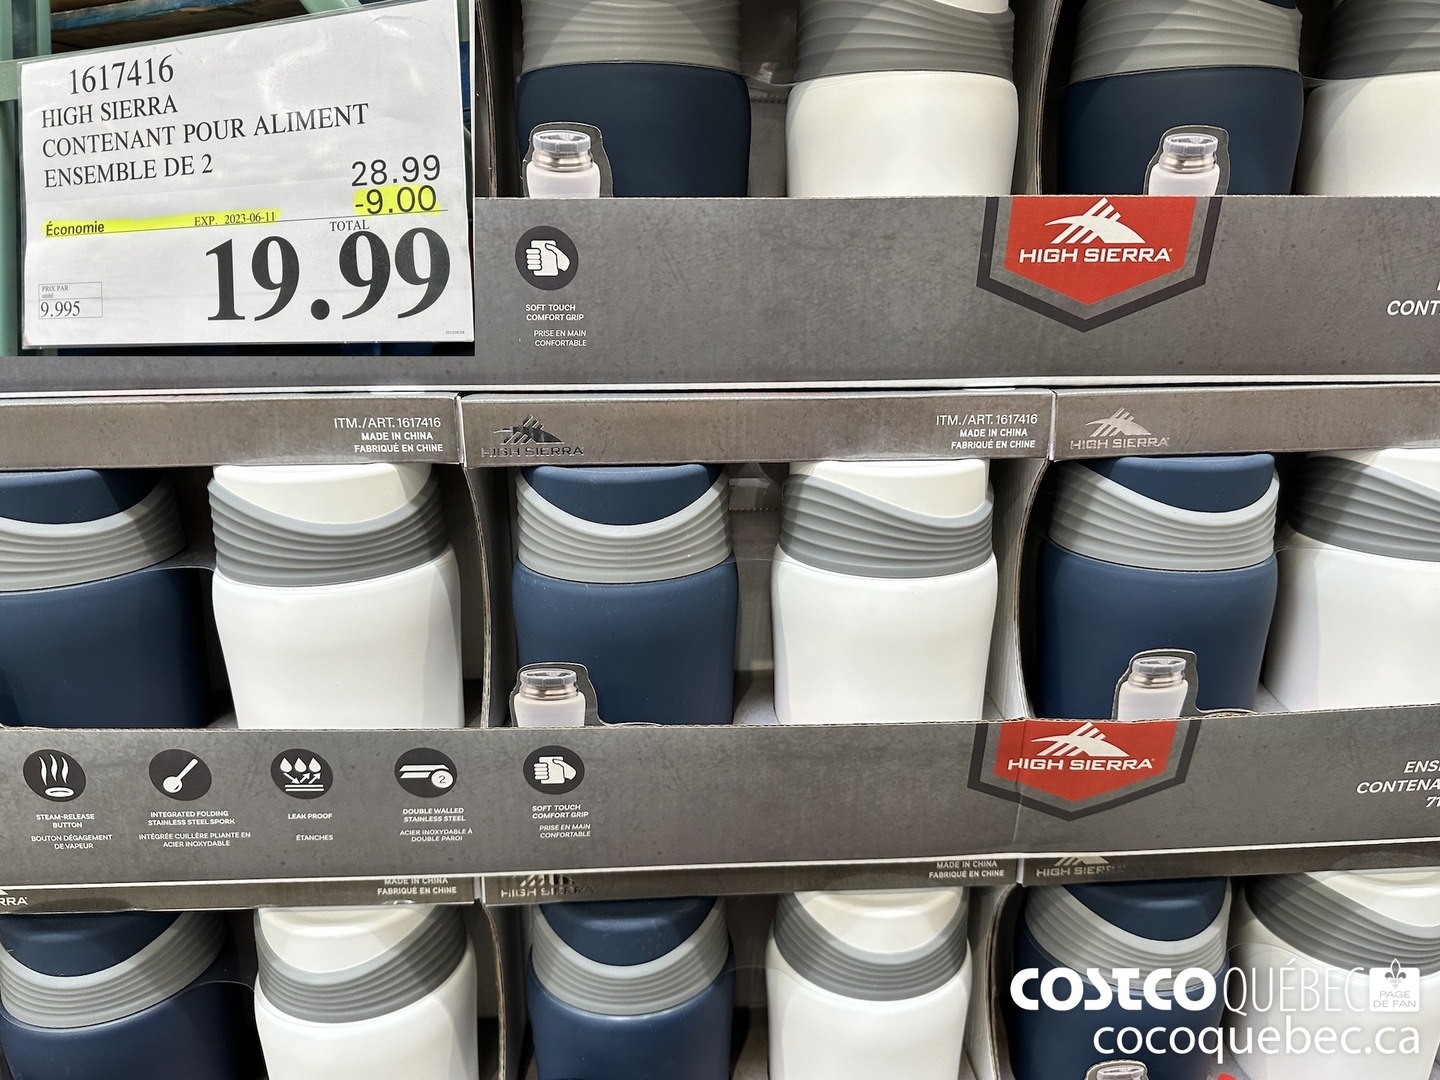 1617416
HIGH SIERRA
CONTENANT POUR ALIMENT
ENSEMBLE DE 2
28.99
-9.00
Économie EXP. 2023-06-11
TOTAL
19.99
PRIX PAR
unité
9.995
HIGH SIERRA
SOFT TOUCH
COMFORT GRIP
PRISE EN MAIN
CONFORTABLE
ITM./ART. 1617416
MADE IN CHINA
FABRIQUÉ EN CHINE
HIGH SIERRA
ITM./ART. 1617416
MADE IN CHINA
FABRIQUÉ EN CHINE
HIGH SIERRA
HIGH SIERRA
STEAM-RELEASE
BUTTON
BOUTON DÉGAGEMENT
DE VAPEUR
INTEGRATED FOLDING
STAINLESS STEEL SPORK
INTÉGRÉE CUILLÈRE PLIANTE EN
ACIER INOXYDABLE
LEAK PROOF
ÉTANCHES
2
DOUBLE WALLED
STAINLESS STEEL
ACIER INOXYDABLE À
DOUBLE PAROI
SOFT TOUCH
COMFORT GRIP
PRISE EN MAIN
CONFORTABLE
MADE IN CHINA
FABRIQUÉ EN CHINE
HIGH SIERRA
MADE IN CHINA
FABRIQUÉ EN CHINE
HIGH SIERRA
COSTCO QUÉBEC
PAGE
DE FAN
cocoquebec.ca